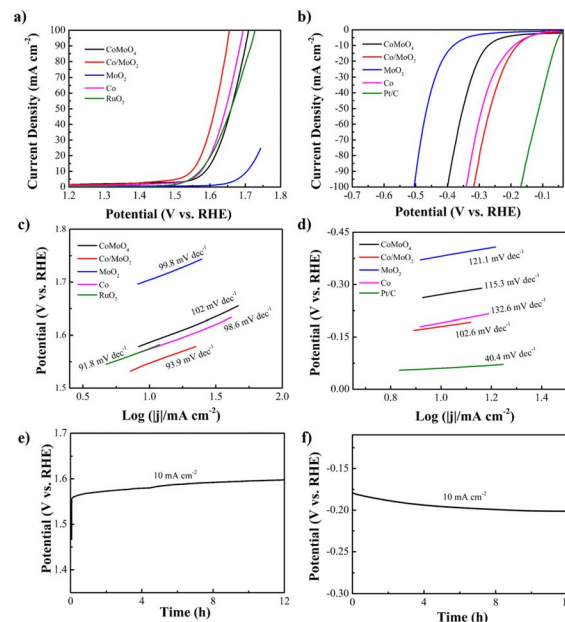 a)
Current Density (mA cm⁻²)
100
90
80
70
60
50
40
30
20
10
0
CoMoO₄
Co/MoO₂
MoO₂
Co
RuO₂
1.2
1.3
1.4
1.5
1.6
1.7
1.8
Potential (V vs. RHE)
b)
Current Density (mA cm⁻²)
0
-10
-20
-30
-40
-50
-60
-70
-80
-90
-100
CoMoO₄
Co/MoO₂
MoO₂
Co
Pt/C
-0.7
-0.6
-0.5
-0.4
-0.3
-0.2
-0.1
Potential (V vs. RHE)
c)
Potential (V vs. RHE)
1.8
1.7
1.6
1.5
CoMoO₄
Co/MoO₂
MoO₂
Co
RuO₂
99.8 mV dec⁻¹
102 mV dec⁻¹
98.6 mV dec⁻¹
91.8 mV dec⁻¹
93.9 mV dec⁻¹
0.5
1.0
1.5
2.0
Log (|j|/mA cm⁻²)
d)
Potential (V vs. RHE)
-0.45
-0.30
-0.15
-0.00
CoMoO₄
Co/MoO₂
MoO₂
Co
Pt/C
121.1 mV dec⁻¹
115.3 mV dec⁻¹
132.6 mV dec⁻¹
102.6 mV dec⁻¹
40.4 mV dec⁻¹
0.6
0.9
1.2
1.5
Log (|j|/mA cm⁻²)
e)
Potential (V vs. RHE)
1.7
1.6
1.5
1.4
10 mA cm⁻²
0
4
8
12
Time (h)
f)
Potential (V vs. RHE)
-0.15
-0.20
-0.25
-0.30
10 mA cm⁻²
0
4
8
1
Time (h)